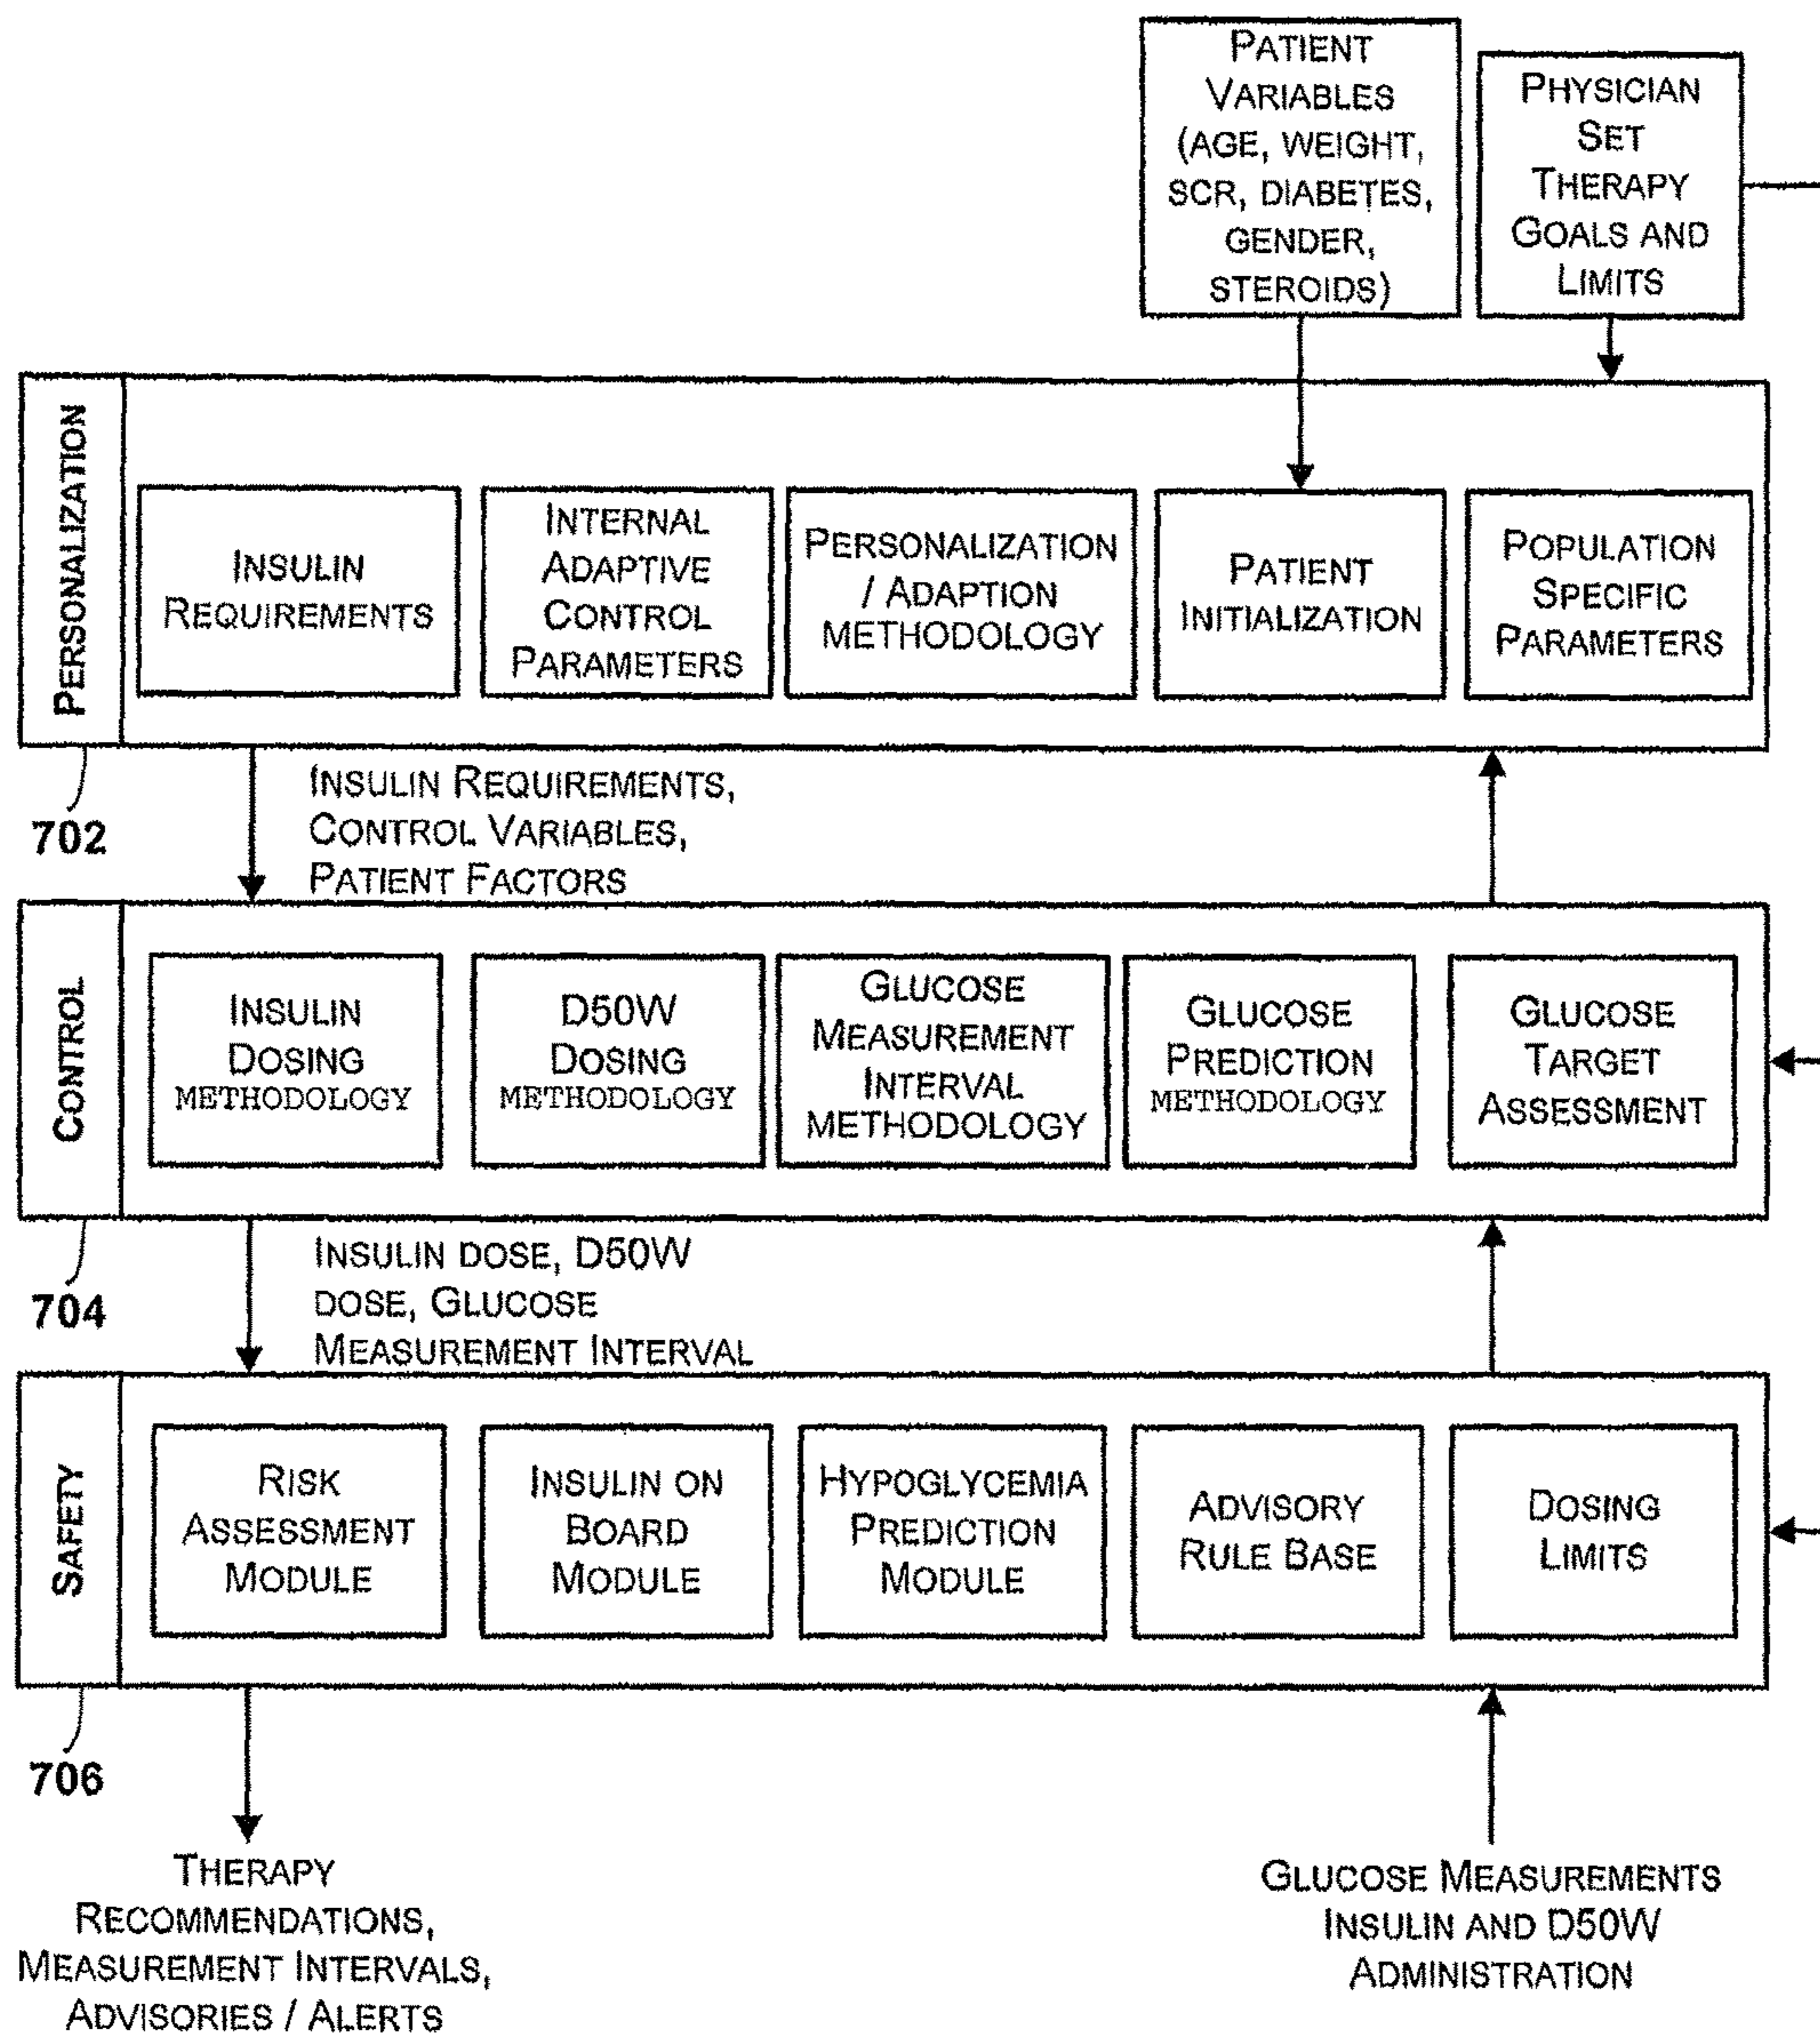 PATIENT
VARIABLES
(AGE, WEIGHT,
SCR, DIABETES,
GENDER,
STEROIDS)
PHYSICIAN
SET
THERAPY
GOALS AND
LIMITS
PERSONALIZATION
INSULIN
REQUIREMENTS
INTERNAL
ADAPTIVE
CONTROL
PARAMETERS
PERSONALIZATION
/ ADAPTION
METHODOLOGY
PATIENT
INITIALIZATION
POPULATION
SPECIFIC
PARAMETERS
702
INSULIN REQUIREMENTS,
CONTROL VARIABLES,
PATIENT FACTORS
CONTROL
INSULIN
DOSING
METHODOLOGY
D50W
DOSING
METHODOLOGY
GLUCOSE
MEASUREMENT
INTERVAL
METHODOLOGY
GLUCOSE
PREDICTION
METHODOLOGY
GLUCOSE
TARGET
ASSESSMENT
704
INSULIN DOSE, D50W
DOSE, GLUCOSE
MEASUREMENT INTERVAL
SAFETY
RISK
ASSESSMENT
MODULE
INSULIN ON
BOARD
MODULE
HYPOGLYCEMIA
PREDICTION
MODULE
ADVISORY
RULE BASE
DOSING
LIMITS
706
THERAPY
RECOMMENDATIONS,
MEASUREMENT INTERVALS,
ADVISORIES / ALERTS
GLUCOSE MEASUREMENTS
INSULIN AND D50W
ADMINISTRATION